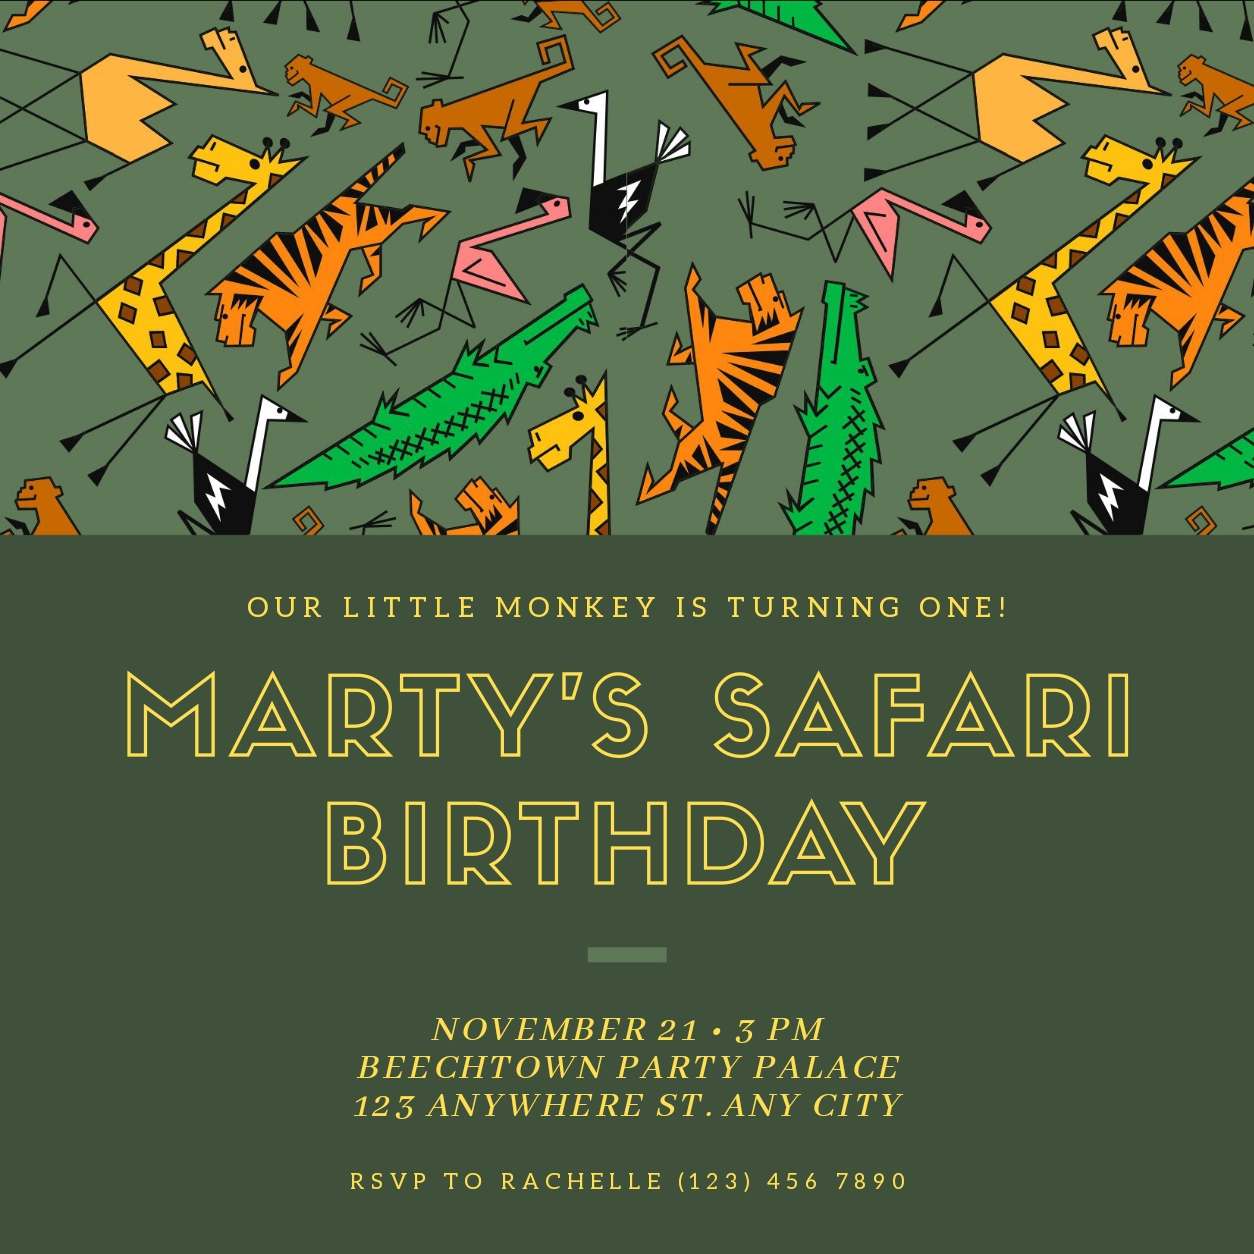 OUR LITTLE MONKEY IS TURNING ONE!
MARTY'S SAFARI
BIRTHDAY
NOVEMBER 21 • 3 PM
BEECHTOWN PARTY PALACE
123 ANYWHERE ST. ANY CITY
RSVP TO RACHELLE (123) 456 7890